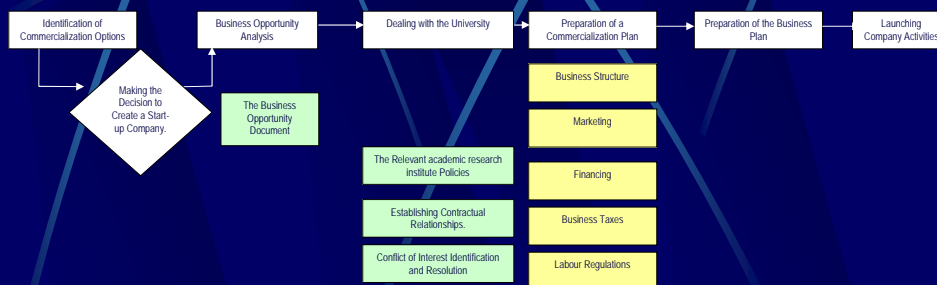 Identification of
Commercialization Options
Business Opportunity
Analysis
Dealing with the University
Preparation of a
Commercialization Plan
Preparation of the Business
Plan
Launching
Company Activities
Making the
Decision to
Create a Start-
up Company.
The Business
Opportunity
Document
The Relevant academic research
institute Policies
Establishing Contractual
Relationships.
Conflict of Interest Identification
and Resolution
Business Structure
Marketing
Financing
Business Taxes
Labour Regulations